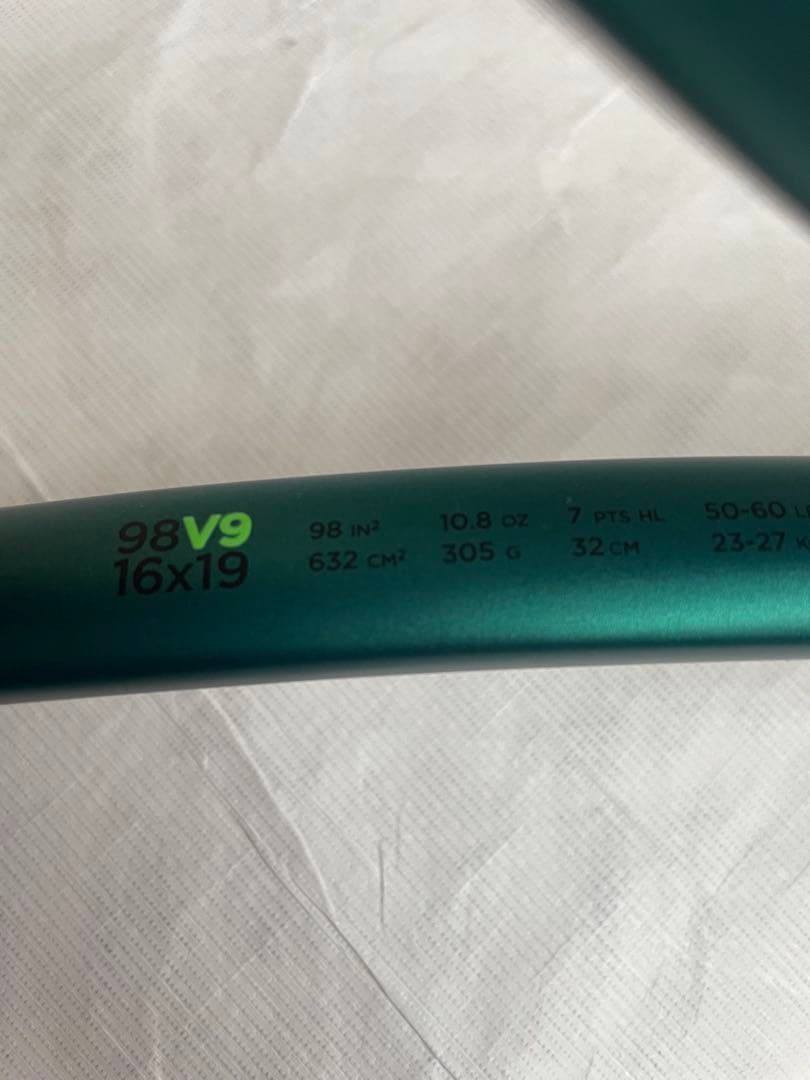 98V9 98 IN² 10.8 OZ 7 PTS HL 50-60
16x19 632 CM² 305 G 32 CM 23-27